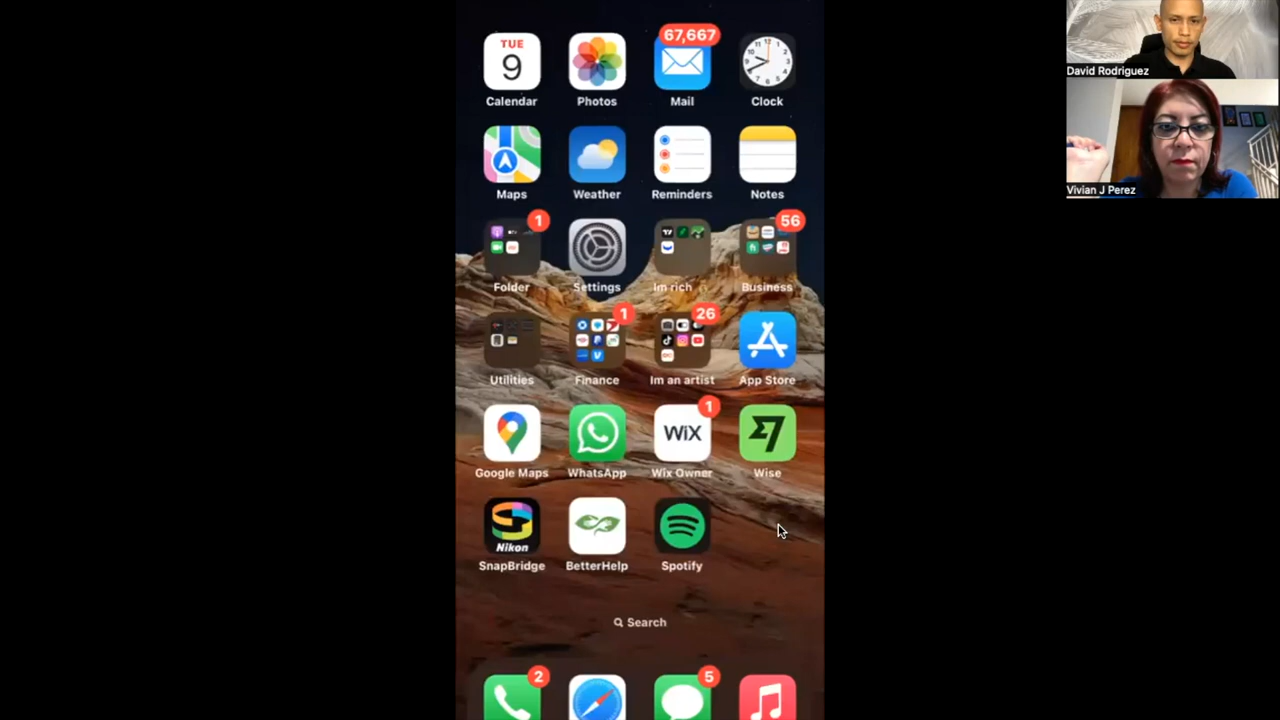 67,667
TUE
9
Calendar
Photos
Mail
Clock
Maps
Weather
Reminders
Notes
1
56
Folder
Settings
Im rich
Business
1
26
Utilities
Finance
Im an artist
App Store
1
WiX
Google Maps
WhatsApp
Wix Owner
Wise
Nikon
SnapBridge
BetterHelp
Spotify
Search
2
5
David Rodriguez
Vivian J Perez